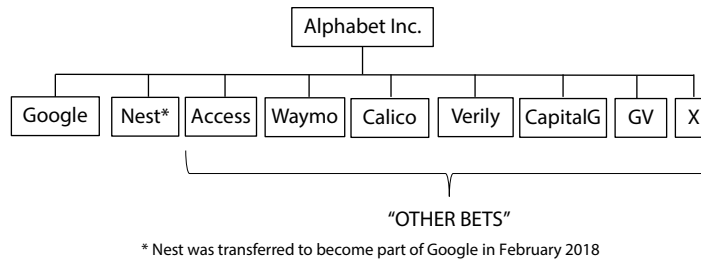 Alphabet Inc.
Google Nest* Access Waymo Calico Verily CapitalG GV X
“OTHER BETS”
* Nest was transferred to become part of Google in February 2018